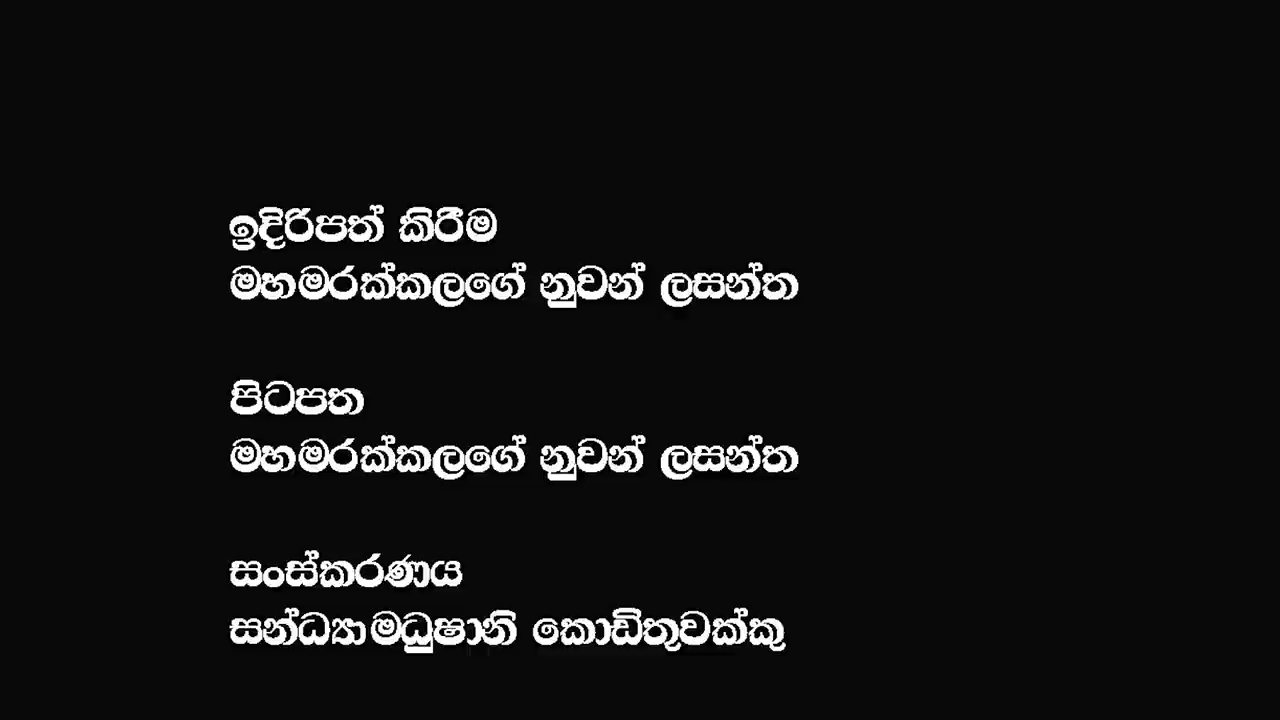 ඉදිරිපත් කිරීම
මහමරක්කලගේ නුවන් ලසන්ත
පිටපත
මහමරක්කලගේ නුවන් ලසන්ත
සංස්කරණය
සන්ධ්‍යා මධුෂානි කොඩිතුවක්කු